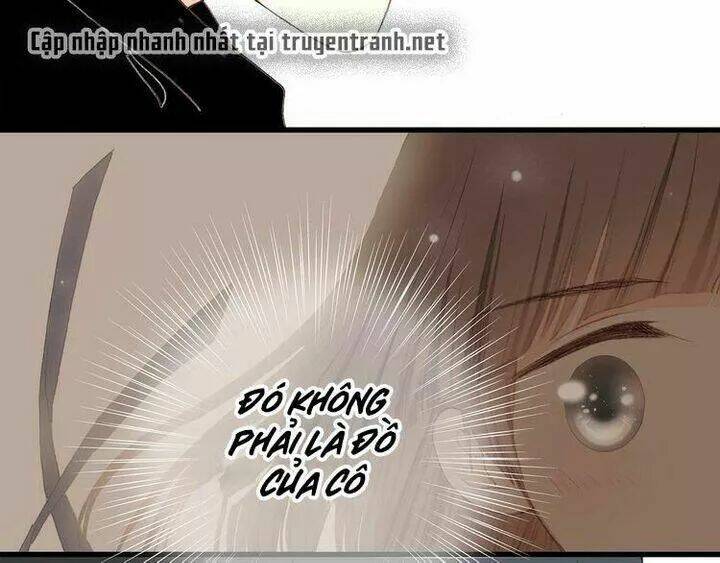 Cập nhập nhanh nhất tại truyentranh.net
ĐÓ KHÔNG
PHẢI LÀ ĐỒ
CỦA CÔ